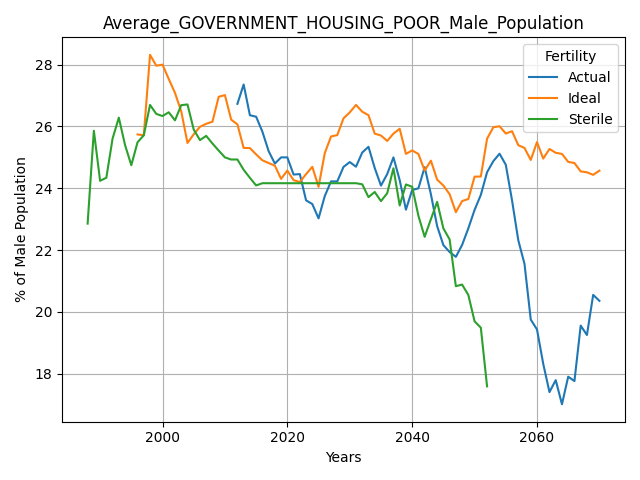 Average_GOVERNMENT_HOUSING_POOR_Male_Population
Fertility
Actual
Ideal
Sterile
% of Male Population
28
26
24
22
20
18
2000
2020
2040
2060
Years